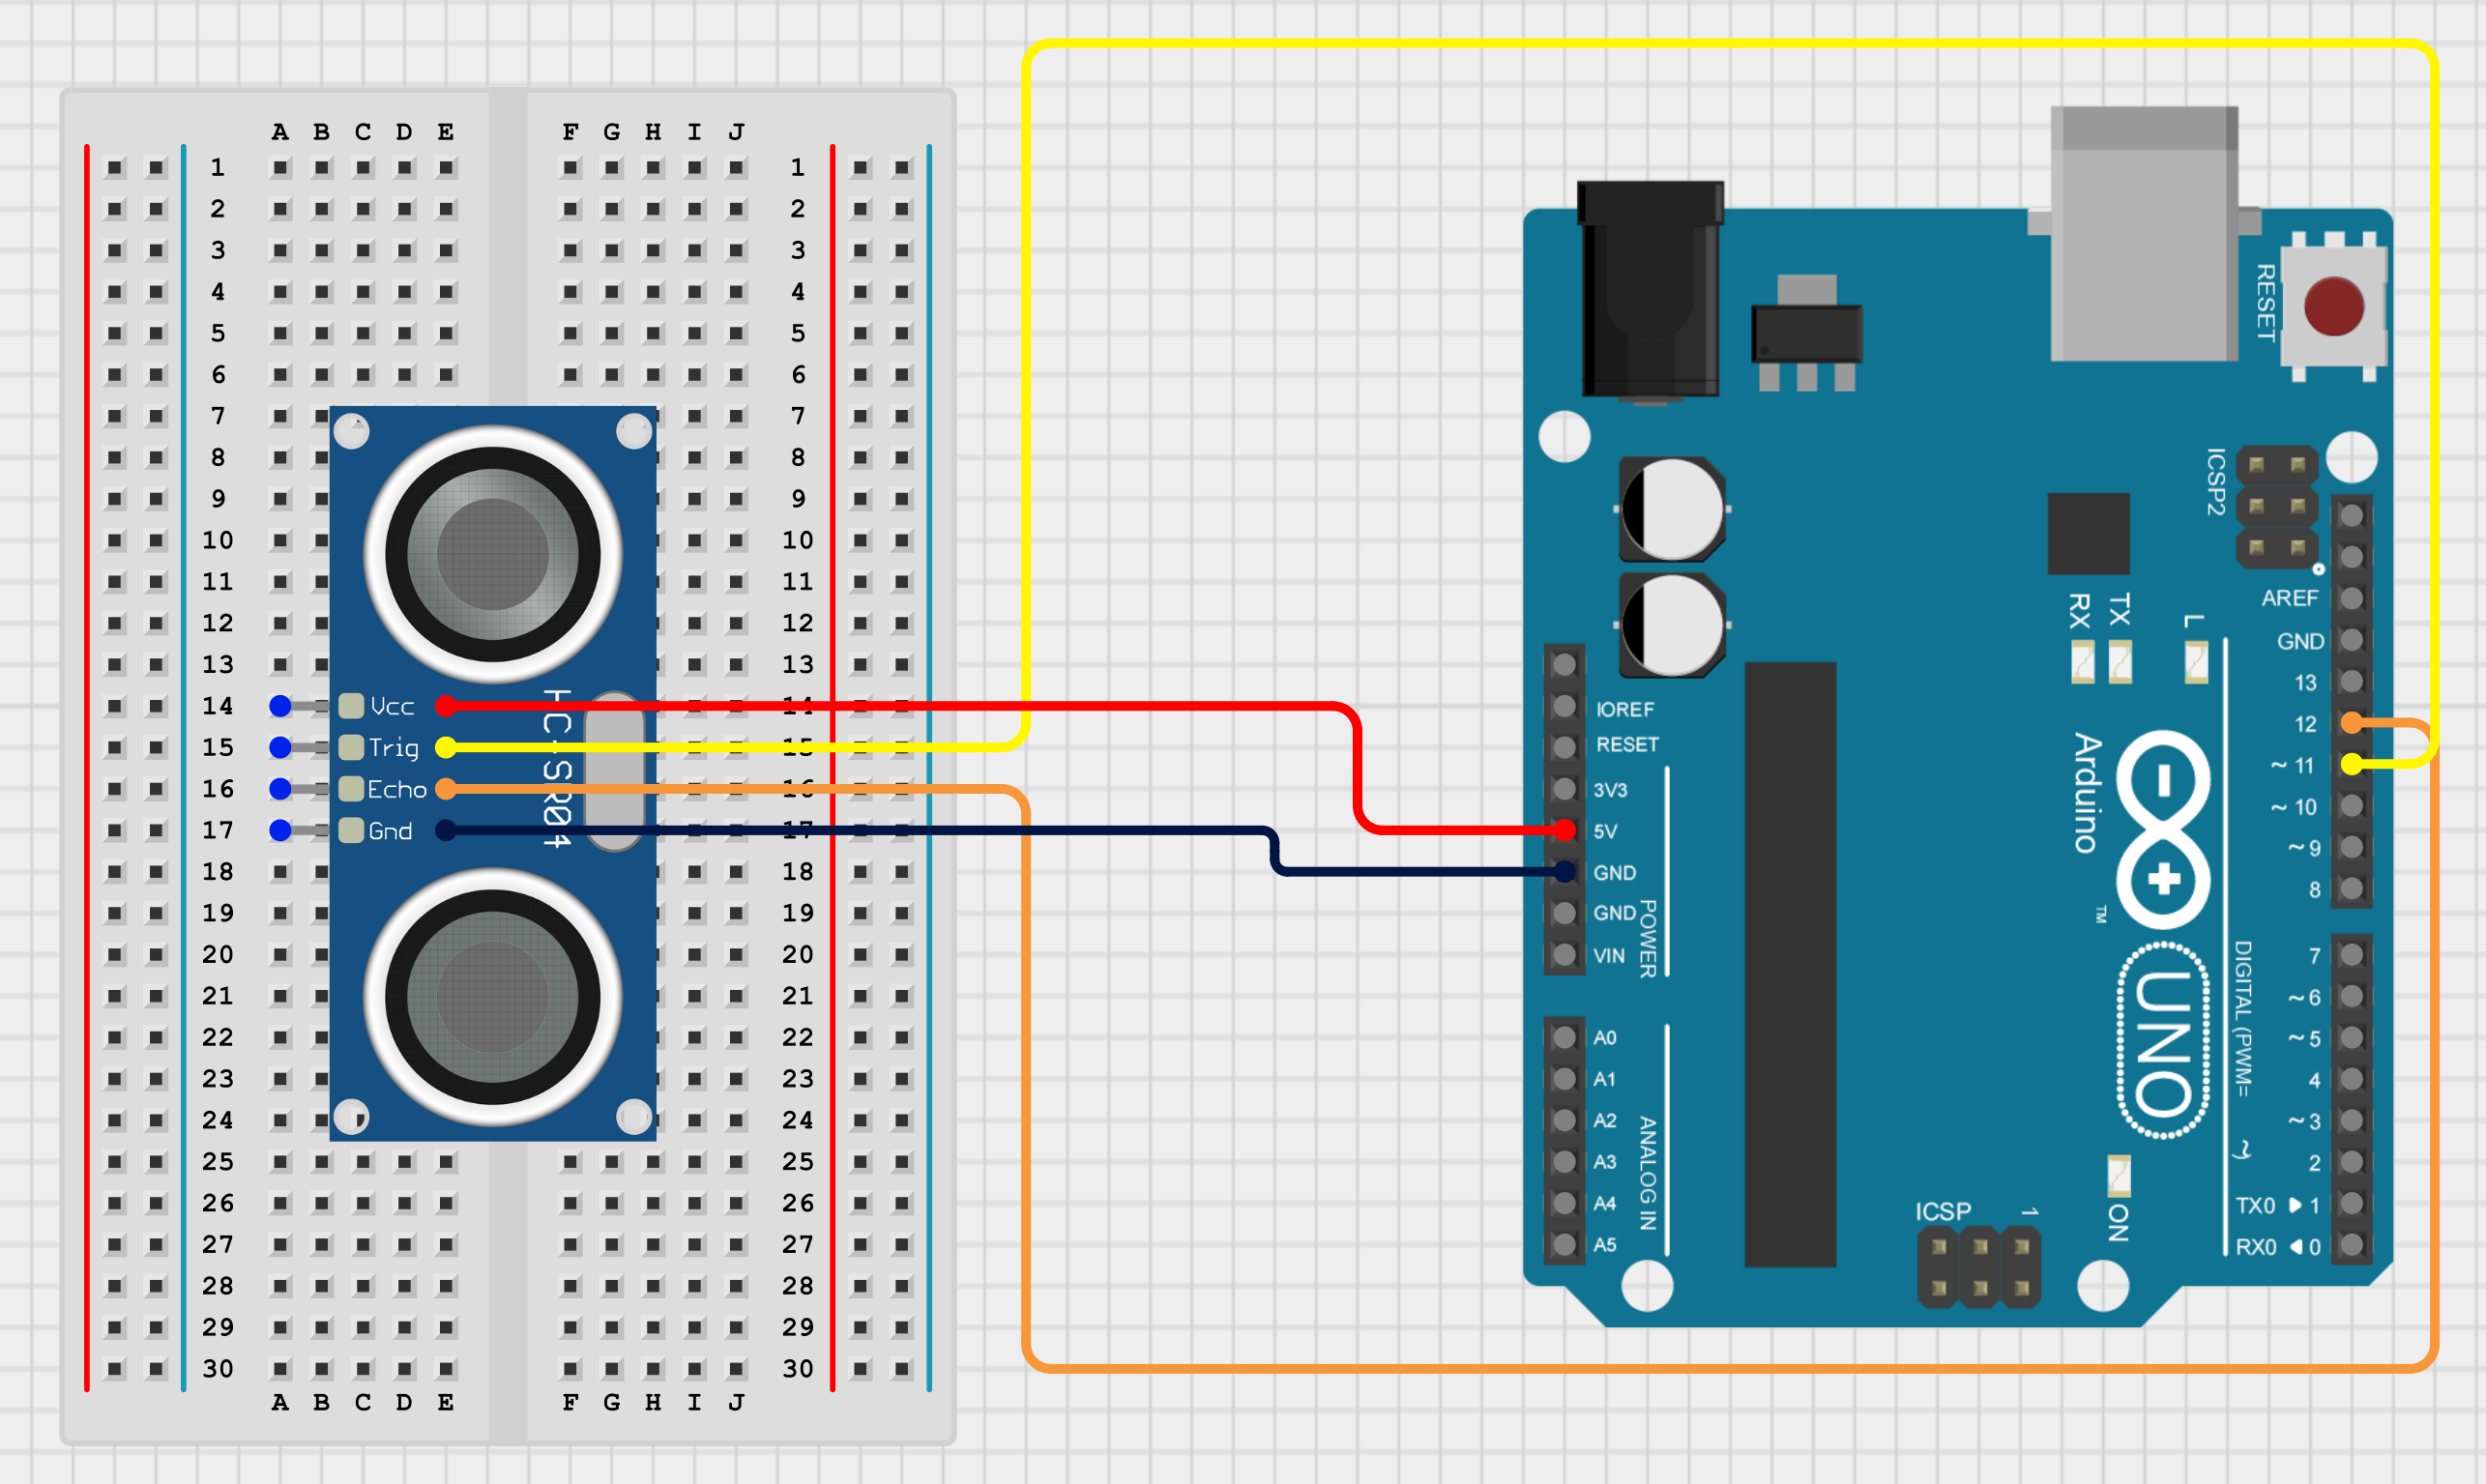 A B C D E F G H I J
1 1
2 2
3 3
4 4
5 5
6 6
7 7
8 8
9 9
10 10
11 11
12 12
13 13
14 14
15 15
16 16
17 17
18 18
19 19
20 20
21 21
22 22
23 23
24 24
25 25
26 26
27 27
28 28
29 29
30 30
A B C D E F G H I J
Vcc
Trig
Echo
Gnd
HC-SR04
RESET
ICSP2
RX
TX
L
IOREF
RESET
3V3
5V
GND
GND
VIN
POWER
A0
A1
A2
A3
A4
A5
ANALOG IN
Arduino
TM
UNO
ON
ICSP
1
AREF
GND
13
12
~ 11
~ 10
~ 9
8
7
~ 6
~ 5
4
~ 3
2
TX0 ▶ 1
RX0 ◀ 0
DIGITAL (PWM= ~)